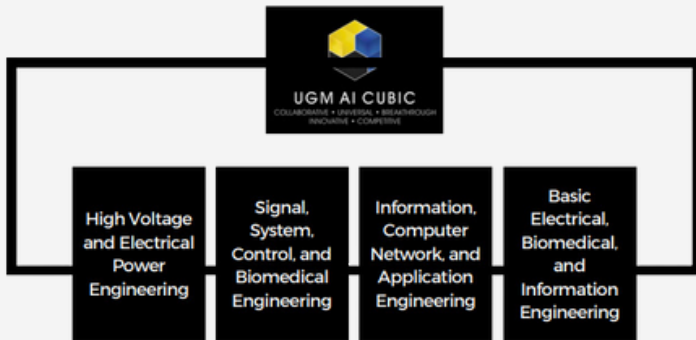 UGM AI CUBIC
COLLABORATIVE • UNIVERSAL • BREAKTHROUGH
INNOVATIVE • COMPETITIVE
High Voltage
and Electrical
Power
Engineering
Signal,
System,
Control, and
Biomedical
Engineering
Information,
Computer
Network, and
Application
Engineering
Basic
Electrical,
Biomedical,
and
Information
Engineering